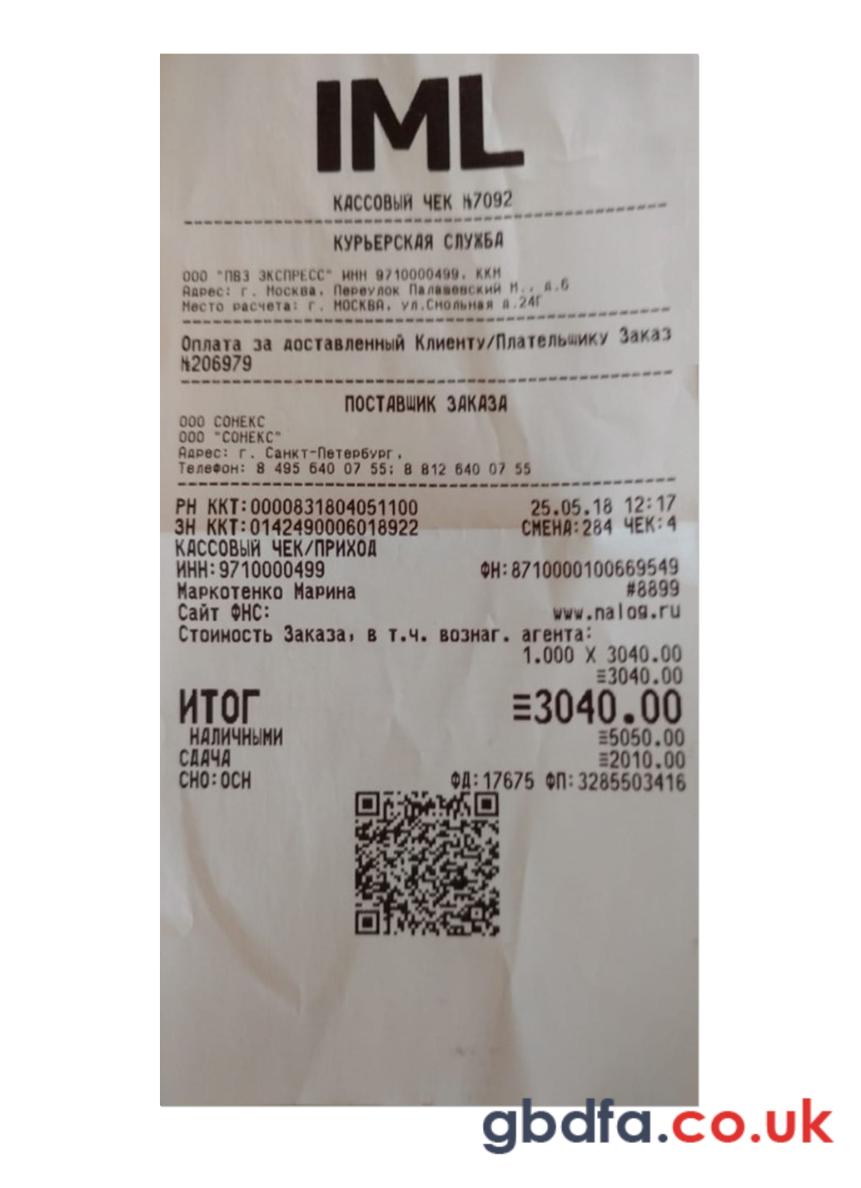 IML
КАССОВЫЙ ЧЕК №7092
КУРЬЕРСКАЯ СЛУЖБА
ООО "ПВЗ ЭКСПРЕСС" ИНН 9710000499, ККМ
Адрес: г. Москва, Переулок Палашевский М., д.6
Место расчета: г. МОСКВА, ул.Смольная д.24Г
Оплата за доставленный Клиенту/Плательщику Заказ
№206979
ПОСТАВЩИК ЗАКАЗА
ООО СОНЕКС
ООО "СОНЕКС"
Адрес: г. Санкт-Петербург,
Телефон: 8 495 640 07 55; 8 812 640 07 55
РН ККТ:0000831804051100 25.05.18 12:17
ЗН ККТ:0142490006018922 СМЕНА:284 ЧЕК:4
КАССОВЫЙ ЧЕК/ПРИХОД
ИНН:9710000499 ФН:8710000100669549
Маркотенко Марина #8899
Сайт ФНС: www.nalog.ru
Стоимость Заказа, в т.ч. вознаг. агента:
1.000 X 3040.00
≡3040.00
ИТОГ ≡3040.00
НАЛИЧНЫМИ ≡5050.00
СДАЧА ≡2010.00
СНО:ОСН ФД:17675 ФП:3285503416
gbdfa.co.uk